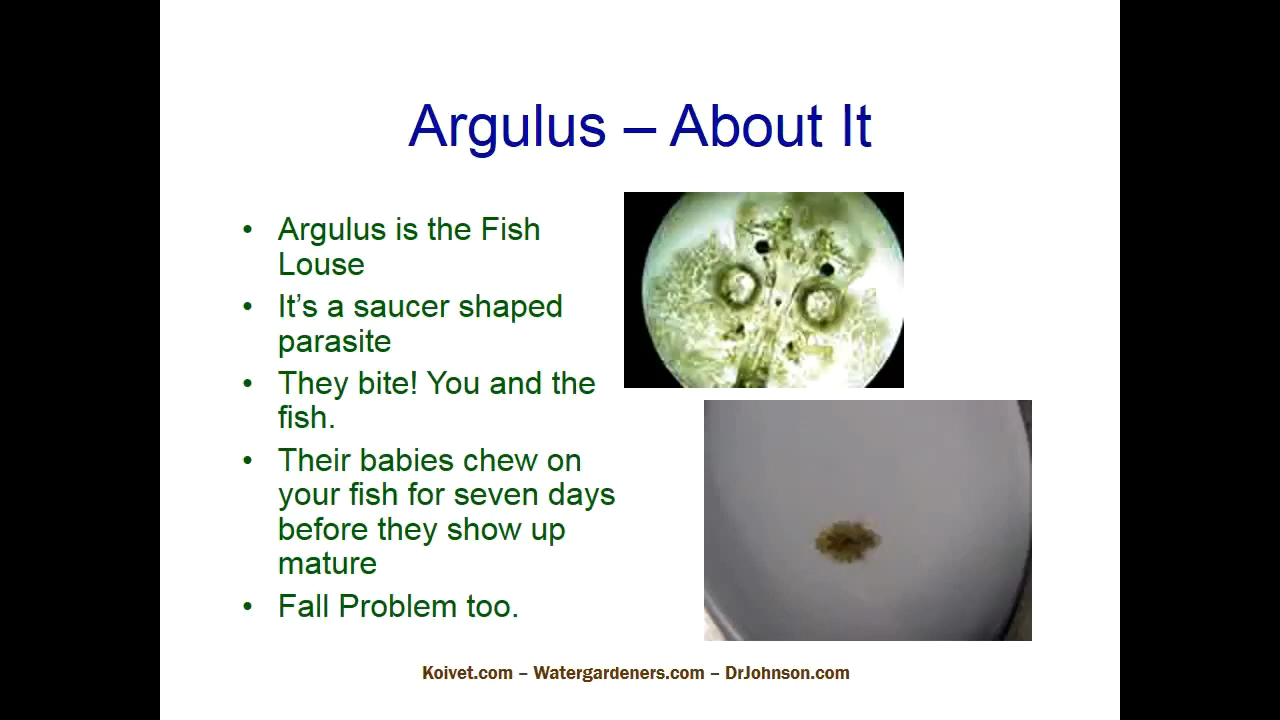 Argulus – About It
• Argulus is the Fish
Louse
• It’s a saucer shaped
parasite
• They bite! You and the
fish.
• Their babies chew on
your fish for seven days
before they show up
mature
• Fall Problem too.
Koivet.com – Watergardeners.com – DrJohnson.com